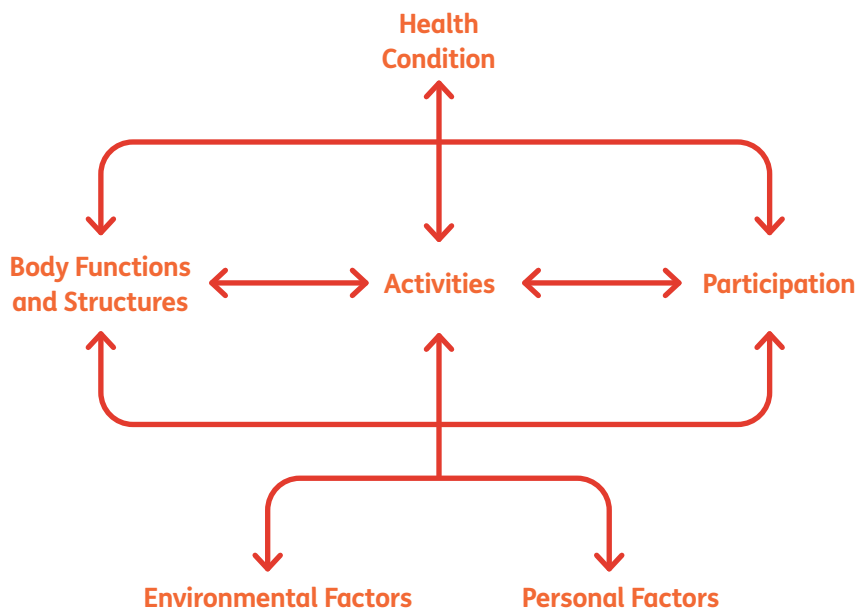 Health
Condition
Body Functions
and Structures
Activities
Participation
Environmental Factors
Personal Factors